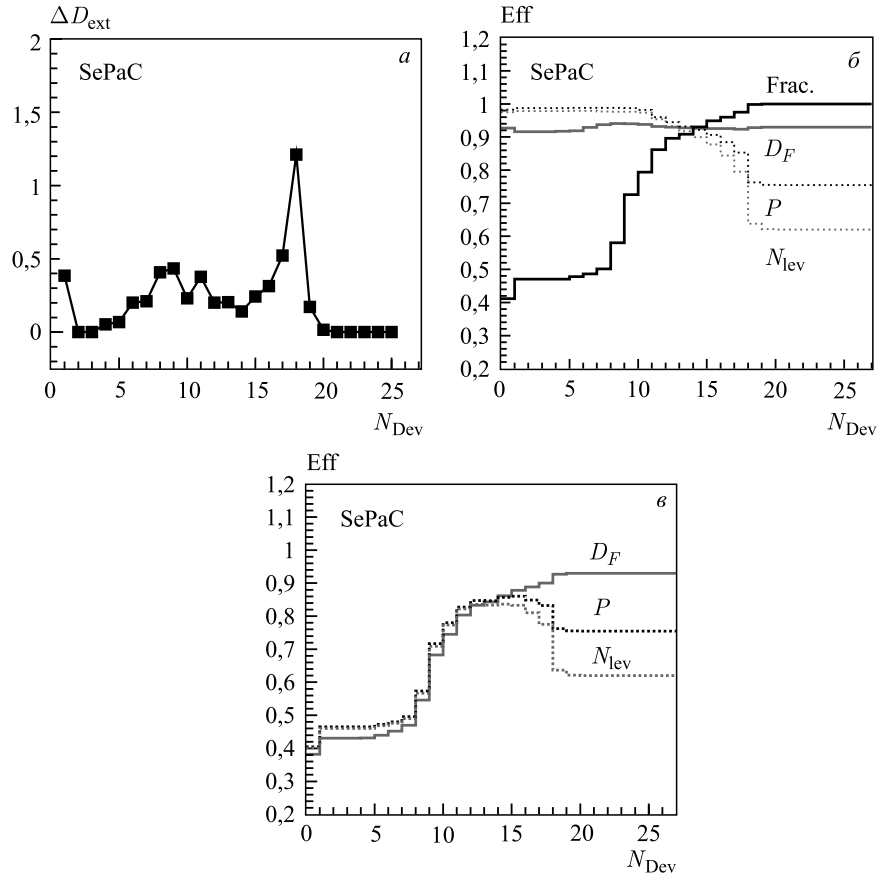 ΔD_ext
2
SePaC
а
1,5
1
0,5
0
0 5 10 15 20 25
N_Dev
Eff
1,2
SePaC
б
1,1
Frac.
1
0,9
D_F
0,8
0,7
P
0,6
N_lev
0,5
0,4
0,3
0,2
0 5 10 15 20 25
N_Dev
Eff
1,2
SePaC
в
1,1
1
D_F
0,9
0,8
P
0,7
N_lev
0,6
0,5
0,4
0,3
0,2
0 5 10 15 20 25
N_Dev